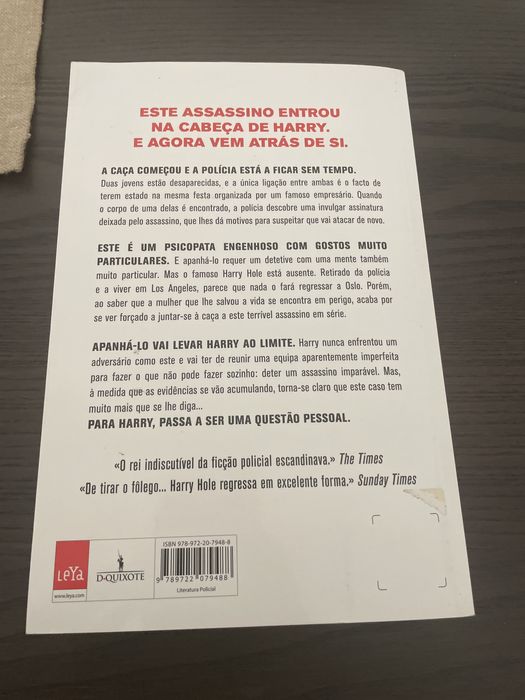 ESTE ASSASSINO ENTROU
NA CABEÇA DE HARRY.
E AGORA VEM ATRÁS DE SI.
A CAÇA COMEÇOU E A POLÍCIA ESTÁ A FICAR SEM TEMPO.
Duas jovens estão desaparecidas, e a única ligação entre ambas é o facto de
terem estado na mesma festa organizada por um famoso empresário. Quando
o corpo de uma delas é encontrado, a polícia descobre uma invulgar assinatura
deixada pelo assassino, que lhes dá motivos para suspeitar que vai atacar de novo.
ESTE É UM PSICOPATA ENGENHOSO COM GOSTOS MUITO
PARTICULARES. E apanhá-lo requer um detetive com uma mente também
muito particular. Mas o famoso Harry Hole está ausente. Retirado da polícia
e a viver em Los Angeles, parece que nada o fará regressar a Oslo. Porém,
ao saber que a mulher que lhe salvou a vida se encontra em perigo, acaba por
se ver forçado a juntar-se à caça a este terrível assassino em série.
APANHÁ-LO VAI LEVAR HARRY AO LIMITE. Harry nunca enfrentou um
adversário como este e vai ter de reunir uma equipa aparentemente imperfeita
para fazer o que não pode fazer sozinho: deter um assassino imparável. Mas,
à medida que as evidências se vão acumulando, torna-se claro que este caso tem
muito mais que se lhe diga...
PARA HARRY, PASSA A SER UMA QUESTÃO PESSOAL.
«O rei indiscutível da ficção policial escandinava.» The Times
«De tirar o fôlego... Harry Hole regressa em excelente forma.» Sunday Times
ISBN 978-972-20-7948-8
9 789722 079488
Literatura Policial
LeYa
www.leya.com
D·QUIXOTE